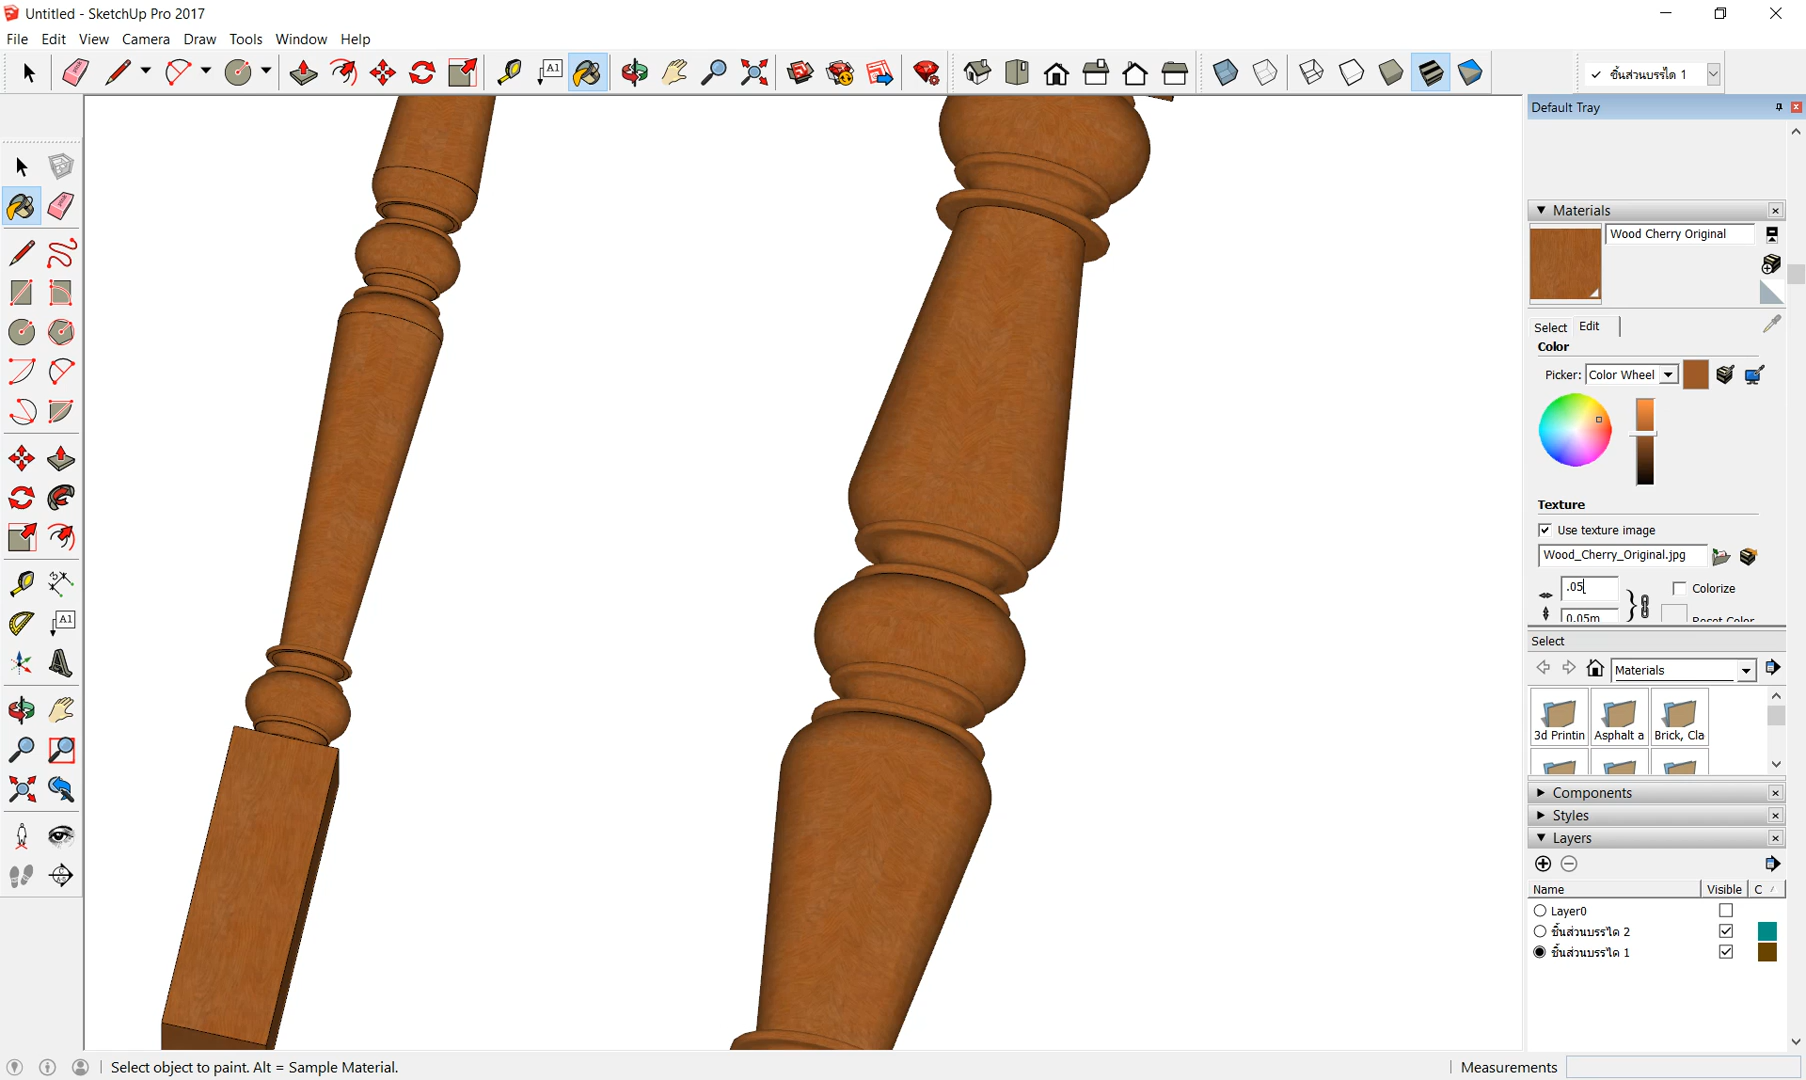 Untitled - SketchUp Pro 2017
File Edit View Camera Draw Tools Window Help
A1
✓ ชิ้นส่วนบรรได 1
Default Tray
Materials
Wood Cherry Original
Select Edit
Color
Picker: Color Wheel
Texture
Use texture image
Wood_Cherry_Original.jpg
.05
Colorize
0.05m
Reset Color
Select
Materials
3d Printin Asphalt a Brick, Cla
Components
Styles
Layers
Name Visible C
Layer0
ชิ้นส่วนบรรได 2
ชิ้นส่วนบรรได 1
A1
Select object to paint. Alt = Sample Material.
Measurements